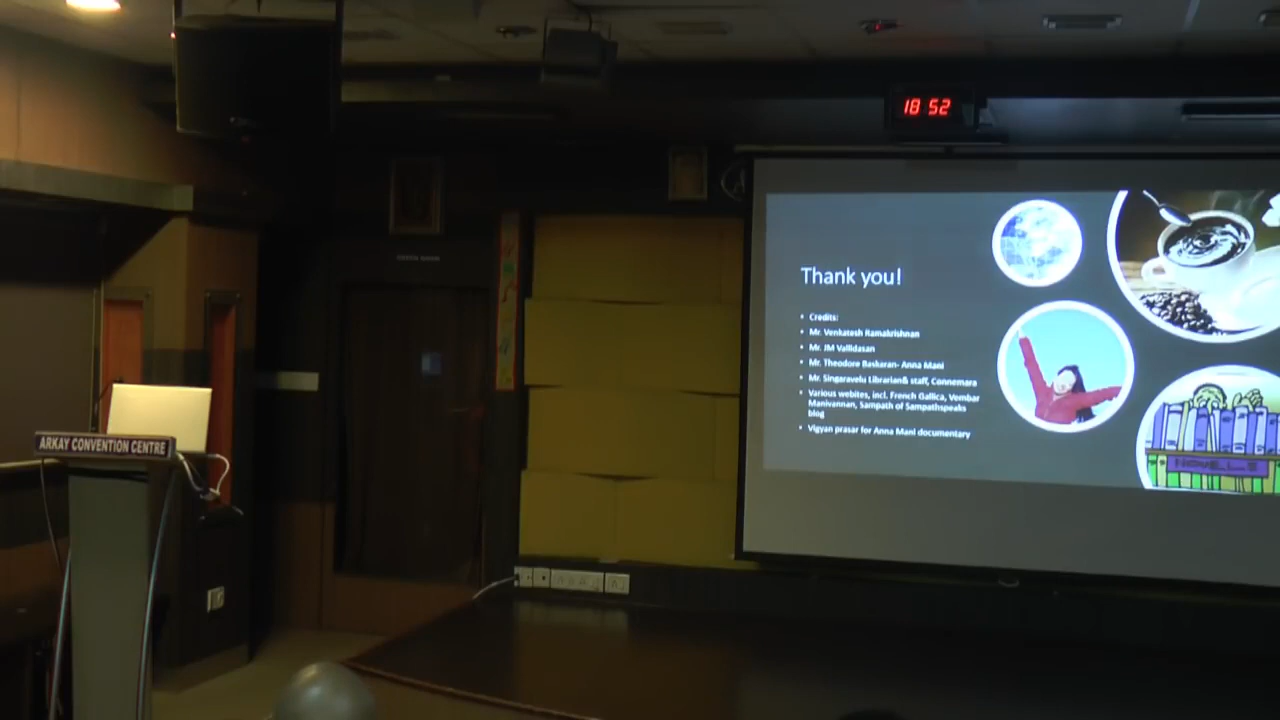 18 52
Thank you!
• Credits:
• Mr. Venkatesh Ramakrishnan
• Mr. JM Vallidasan
• Mr. Theodore Baskaran- Anna Mani
• Mr. Singaravelu Librarian& staff, Connemara
• Various webites, incl. French Gallica, Vembar
Manivannan, Sampath of Sampathspeaks
blog
• Vigyan prasar for Anna Mani documentary
ARKAY CONVENTION CENTRE